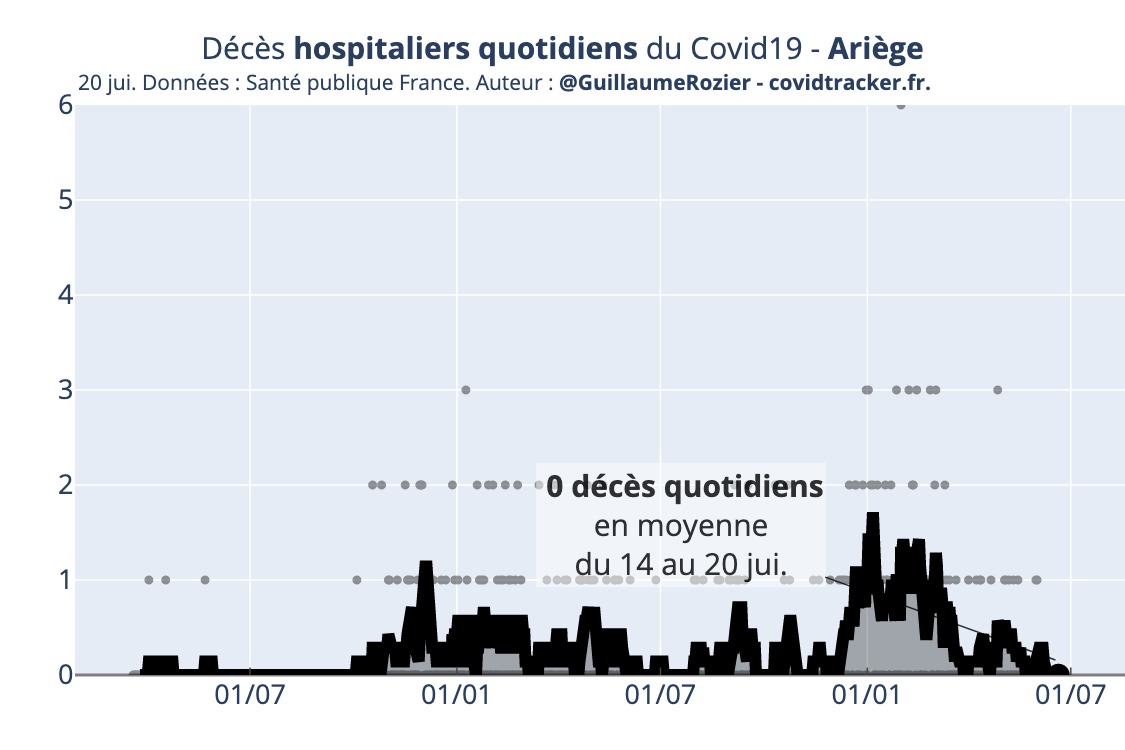 Décès hospitaliers quotidiens du Covid19 - Ariège
20 jui. Données : Santé publique France. Auteur : @GuillaumeRozier - covidtracker.fr.
6
5
4
3
2
1
0
0 décès quotidiens
en moyenne
du 14 au 20 jui.
01/07 01/01 01/07 01/01 01/07